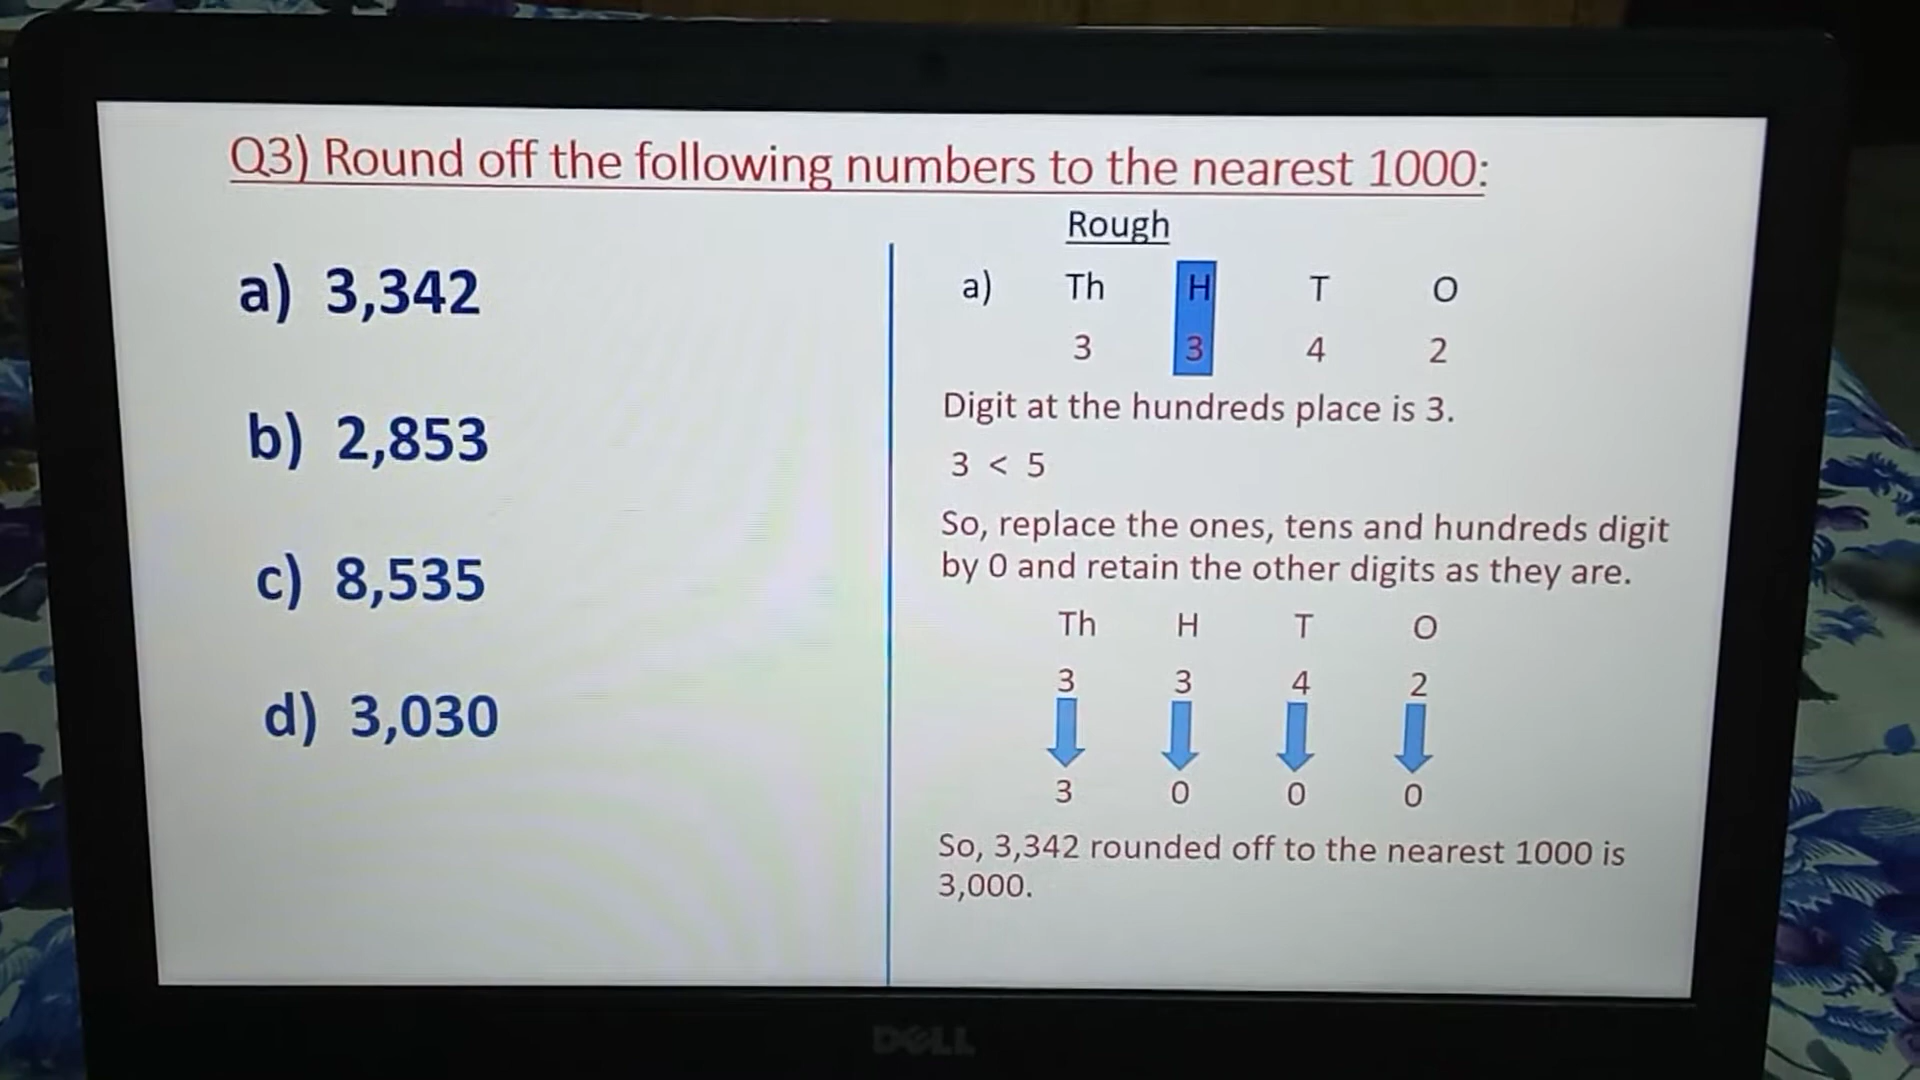 Q3) Round off the following numbers to the nearest 1000:
a) 3,342
b) 2,853
c) 8,535
d) 3,030
Rough
a) Th H T O
3 3 4 2
Digit at the hundreds place is 3.
3 < 5
So, replace the ones, tens and hundreds digit
by 0 and retain the other digits as they are.
Th H T O
3 3 4 2
3 0 0 0
So, 3,342 rounded off to the nearest 1000 is
3,000.
DELL